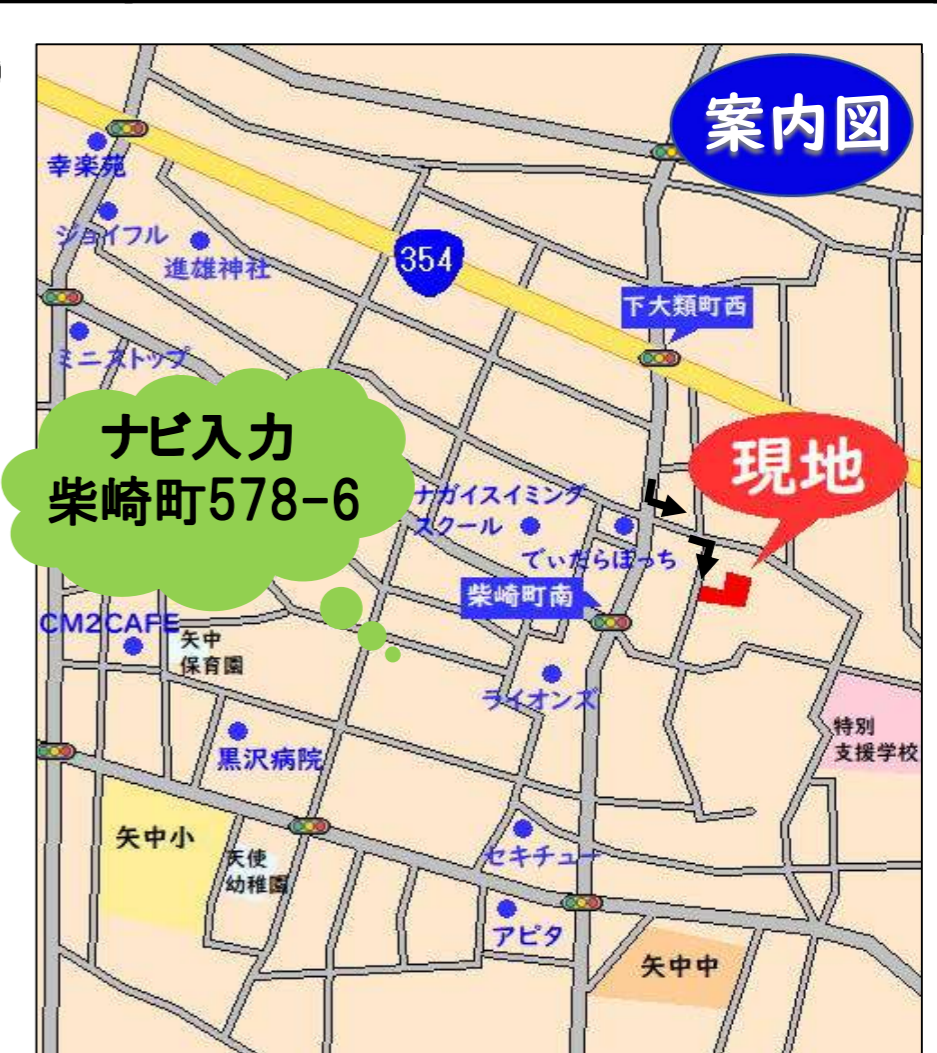 案内図
幸楽苑
ジョイフル
進雄神社
354
下大類町西
ミニストップ
ナビ入力
柴崎町578-6
現地
ナガイスイミング
スクール
でぃだらぼっち
柴崎町南
CM2CAFE
矢中
保育園
ライオンズ
特別
支援学校
黒沢病院
矢中小
天使
幼稚園
セキチュー
アピタ
矢中中